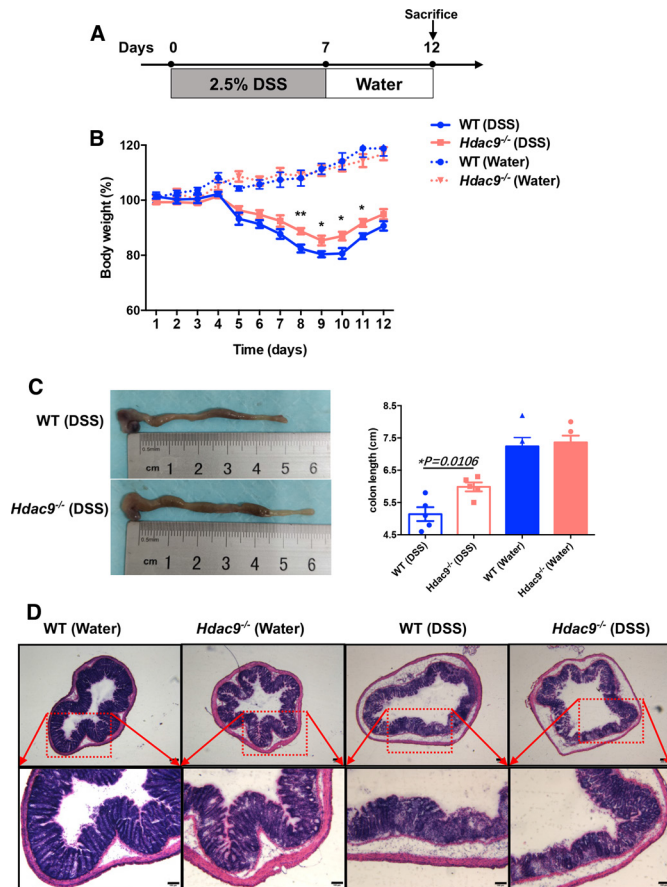 Sacrifice
A
Days 0 7 12
2.5% DSS Water
B
WT (DSS)
Hdac9-/- (DSS)
WT (Water)
Hdac9-/- (Water)
Body weight (%)
120
100
80
60
** * * *
1 2 3 4 5 6 7 8 9 10 11 12
Time (days)
C
WT (DSS)
0.5mm
cm 1 2 3 4 5 6
Hdac9-/- (DSS)
0.5mm
cm 1 2 3 4 5 6
colon length (cm)
8.5
7.5
6.5
5.5
4.5
*P=0.0106
WT (DSS)
Hdac9-/- (DSS)
WT (Water)
Hdac9-/- (Water)
D
WT (Water) Hdac9-/- (Water) WT (DSS) Hdac9-/- (DSS)